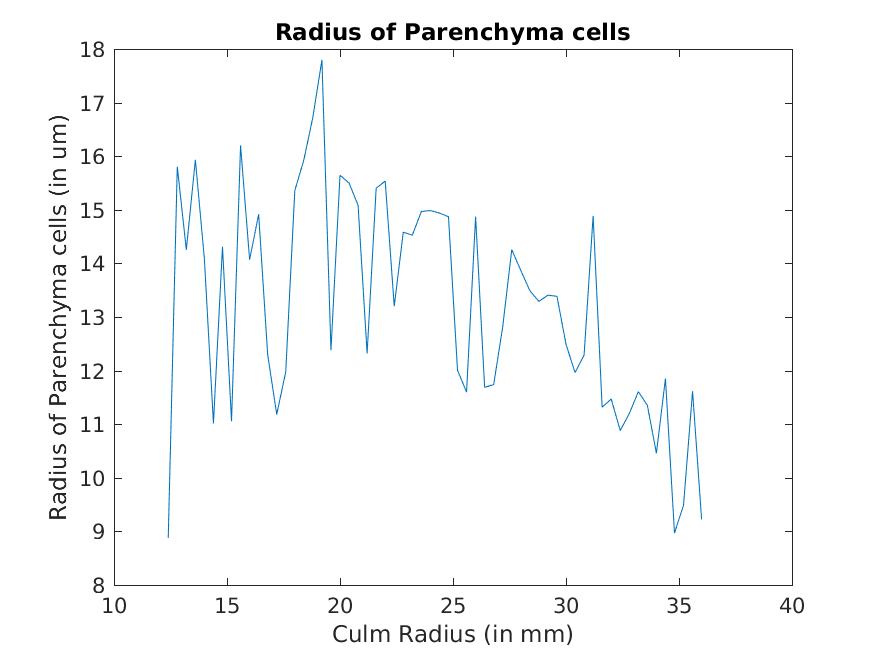 Radius of Parenchyma cells
Radius of Parenchyma cells (in um)
18
17
16
15
14
13
12
11
10
9
8
10 15 20 25 30 35 40
Culm Radius (in mm)